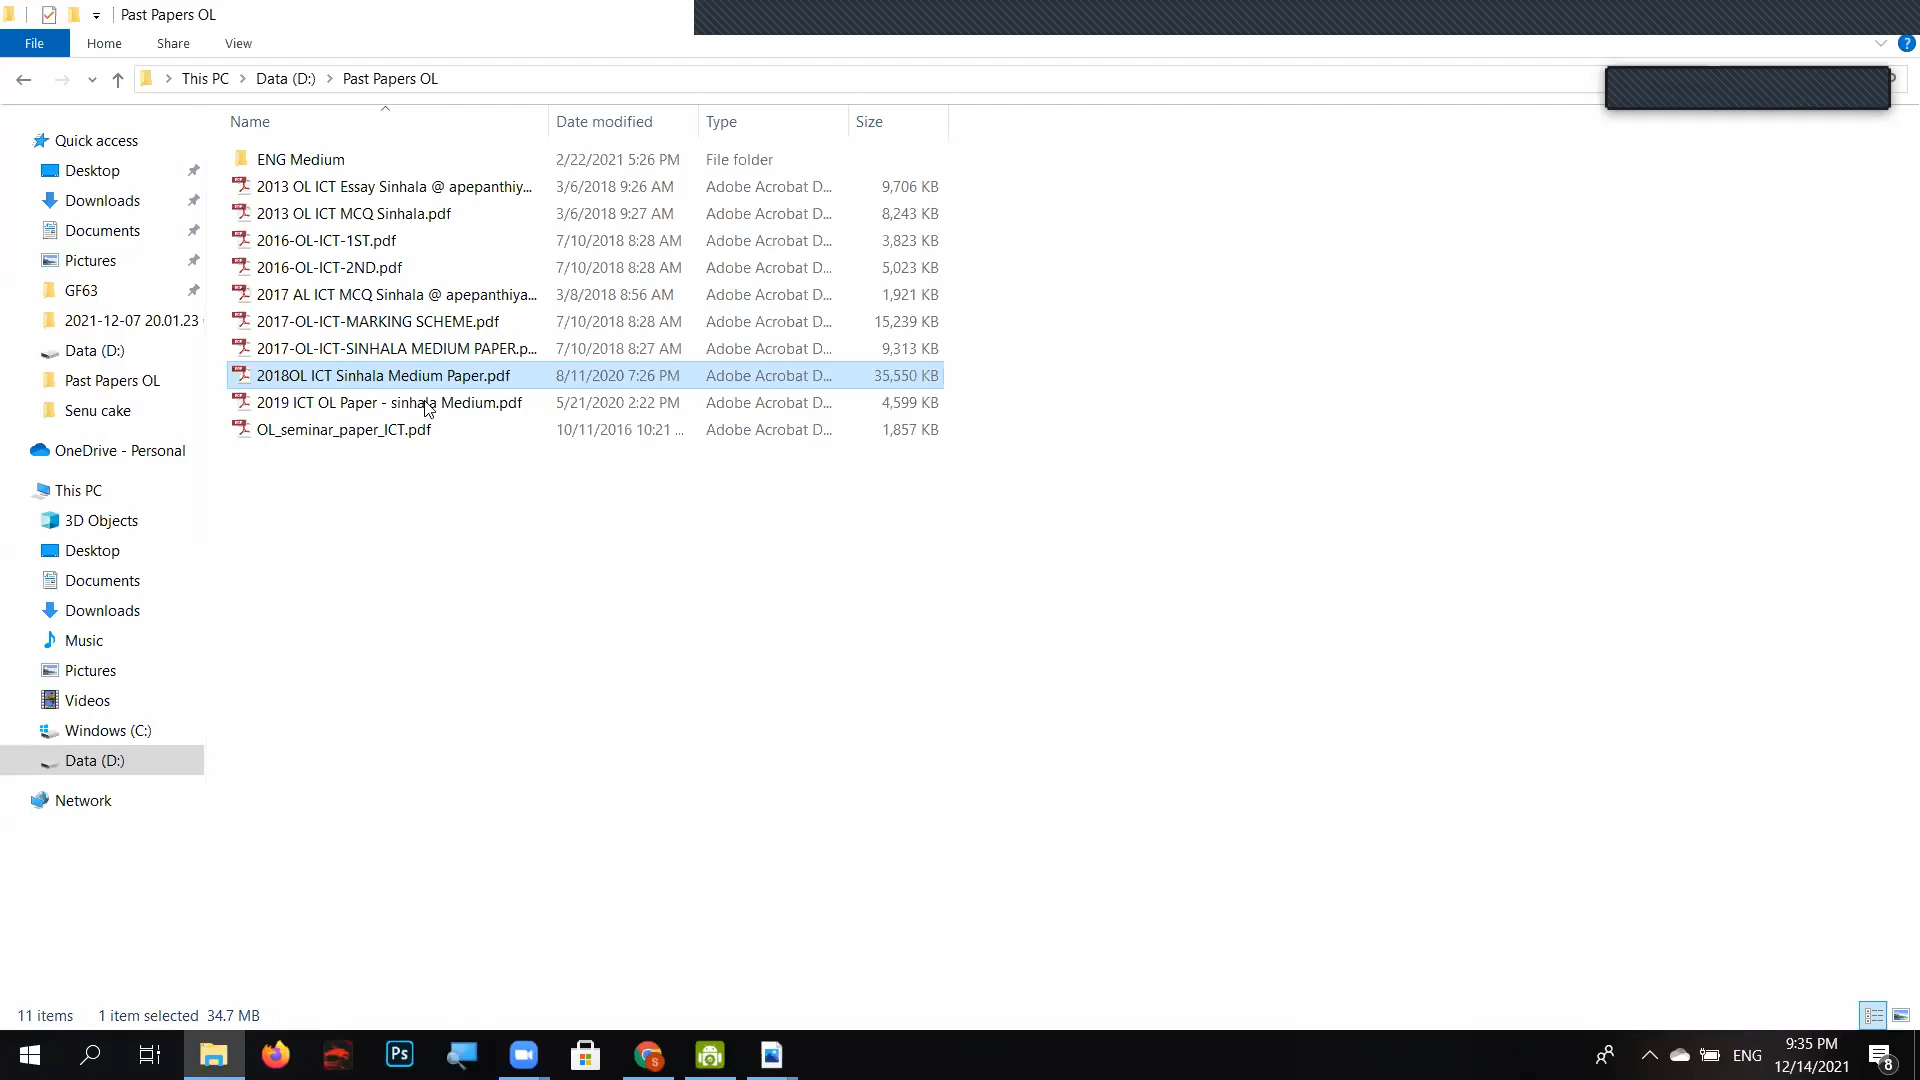 Past Papers OL
File Home Share View
This PC Data (D:) Past Papers OL
Name Date modified Type Size
Quick access
Desktop
Downloads
Documents
Pictures
GF63
2021-12-07 20.01.23
Data (D:)
Past Papers OL
Senu cake
OneDrive - Personal
This PC
3D Objects
Desktop
Documents
Downloads
Music
Pictures
Videos
Windows (C:)
Data (D:)
Network
ENG Medium 2/22/2021 5:26 PM File folder
2013 OL ICT Essay Sinhala @ apepanthiy... 3/6/2018 9:26 AM Adobe Acrobat D... 9,706 KB
2013 OL ICT MCQ Sinhala.pdf 3/6/2018 9:27 AM Adobe Acrobat D... 8,243 KB
2016-OL-ICT-1ST.pdf 7/10/2018 8:28 AM Adobe Acrobat D... 3,823 KB
2016-OL-ICT-2ND.pdf 7/10/2018 8:28 AM Adobe Acrobat D... 5,023 KB
2017 AL ICT MCQ Sinhala @ apepanthiya... 3/8/2018 8:56 AM Adobe Acrobat D... 1,921 KB
2017-OL-ICT-MARKING SCHEME.pdf 7/10/2018 8:28 AM Adobe Acrobat D... 15,239 KB
2017-OL-ICT-SINHALA MEDIUM PAPER.p... 7/10/2018 8:27 AM Adobe Acrobat D... 9,313 KB
2018OL ICT Sinhala Medium Paper.pdf 8/11/2020 7:26 PM Adobe Acrobat D... 35,550 KB
2019 ICT OL Paper - sinhala Medium.pdf 5/21/2020 2:22 PM Adobe Acrobat D... 4,599 KB
OL_seminar_paper_ICT.pdf 10/11/2016 10:21 ... Adobe Acrobat D... 1,857 KB
11 items 1 item selected 34.7 MB
Ps
S
ENG
9:35 PM
12/14/2021
8